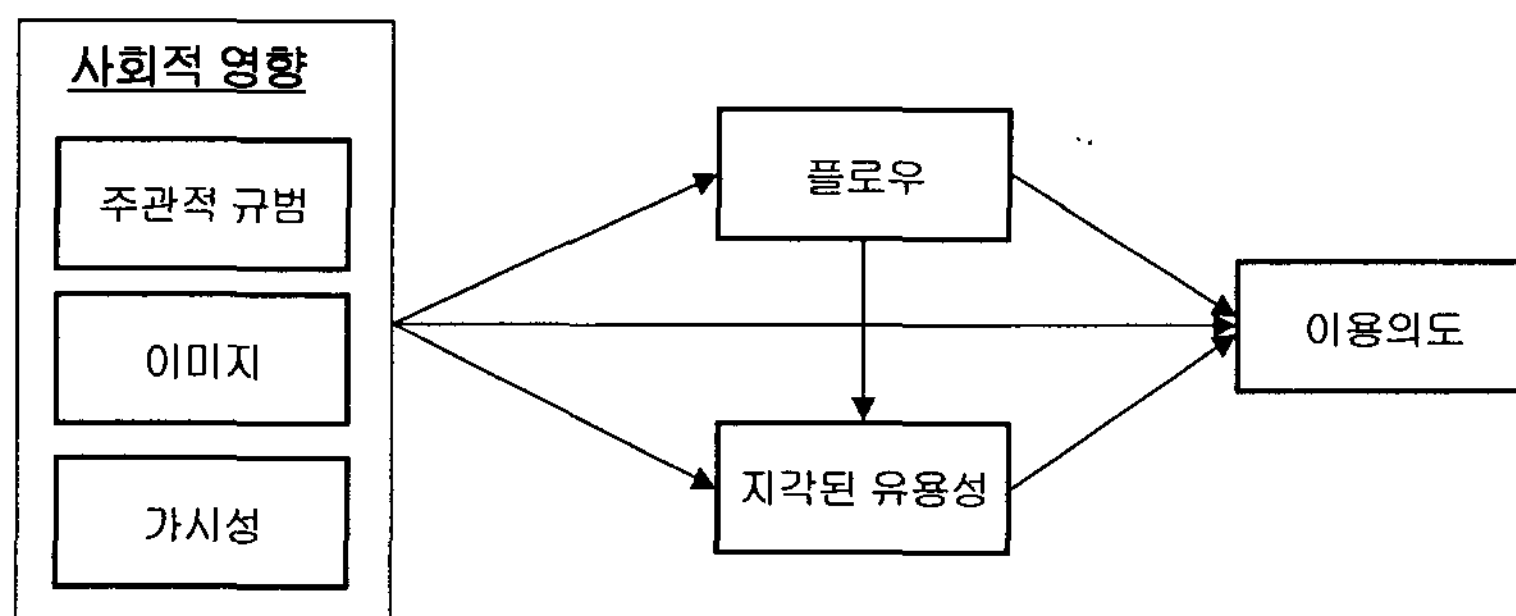 사회적 영향
주관적 규범
이미지
가시성
플로우
지각된 유용성
이용의도